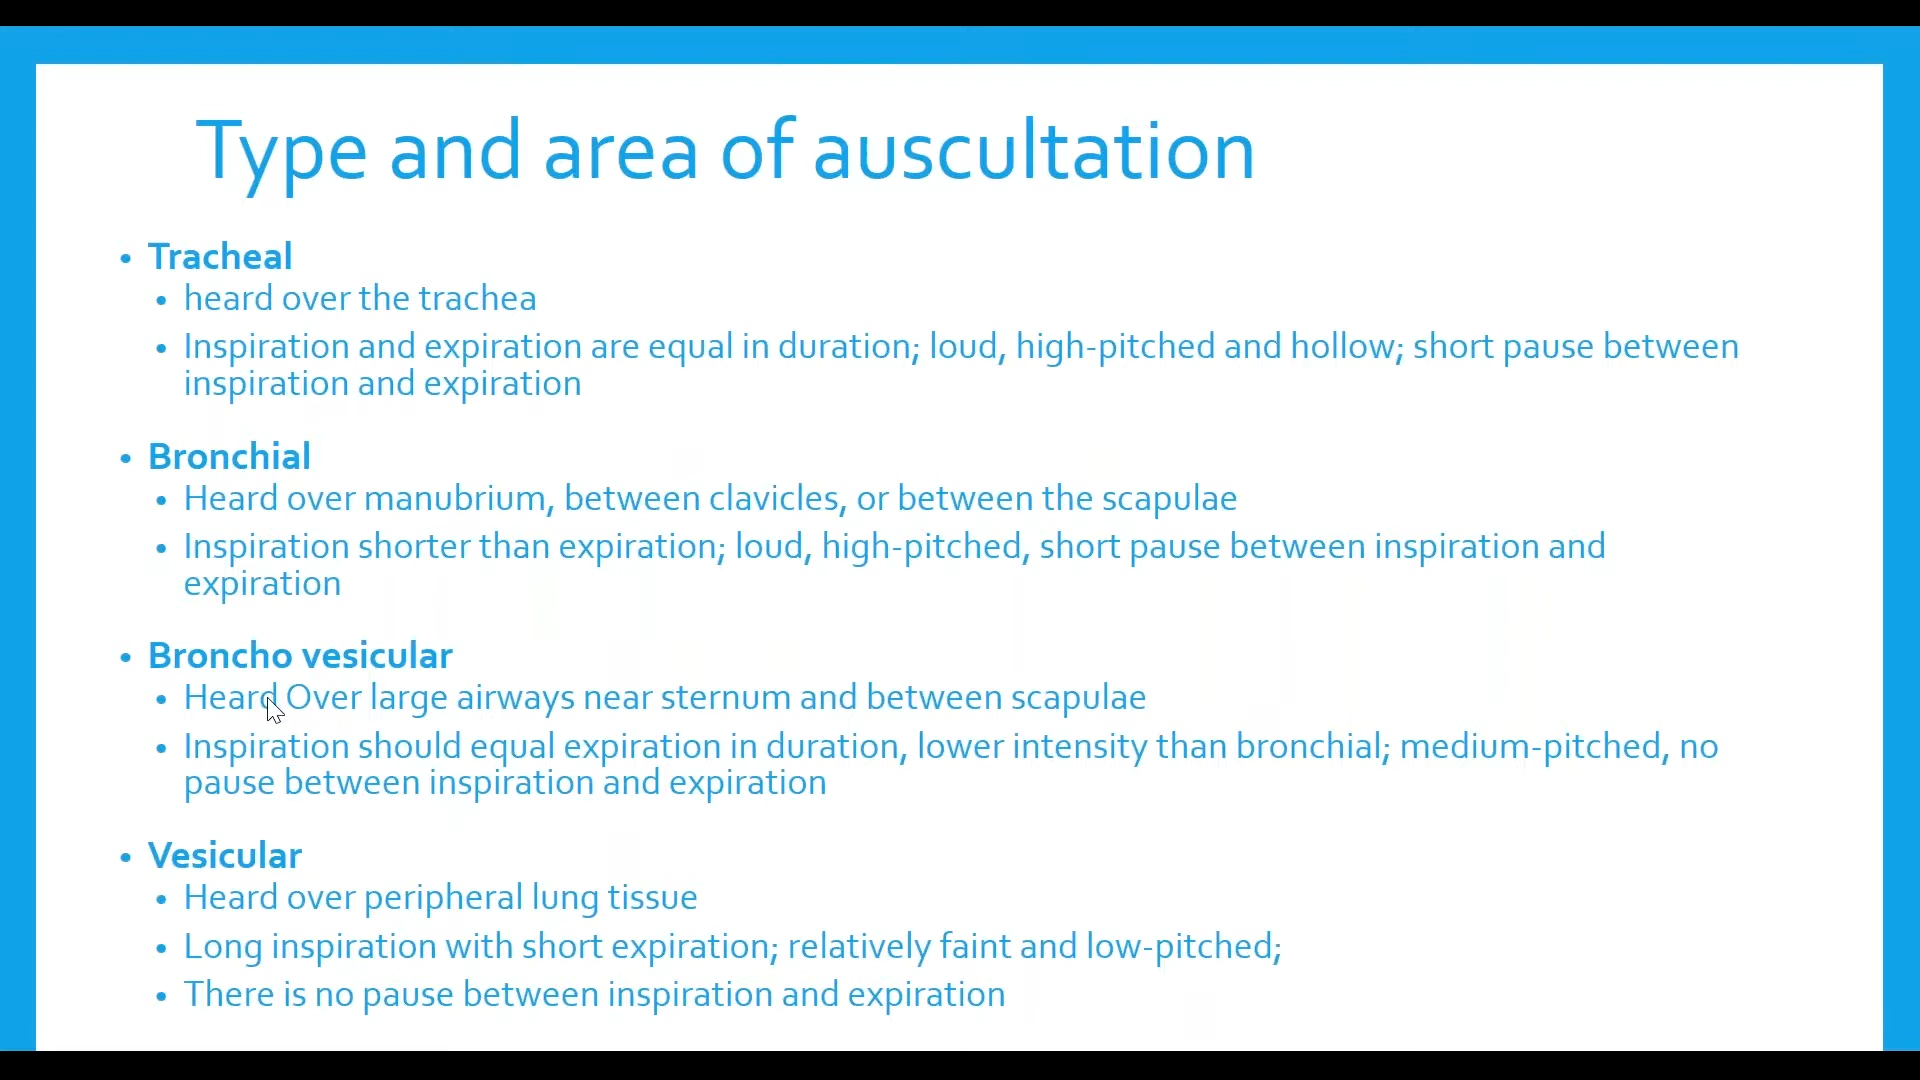 Type and area of auscultation
• Tracheal
• heard over the trachea
• Inspiration and expiration are equal in duration; loud, high-pitched and hollow; short pause between
inspiration and expiration
• Bronchial
• Heard over manubrium, between clavicles, or between the scapulae
• Inspiration shorter than expiration; loud, high-pitched, short pause between inspiration and
expiration
• Broncho vesicular
• Heard Over large airways near sternum and between scapulae
• Inspiration should equal expiration in duration, lower intensity than bronchial; medium-pitched, no
pause between inspiration and expiration
• Vesicular
• Heard over peripheral lung tissue
• Long inspiration with short expiration; relatively faint and low-pitched;
• There is no pause between inspiration and expiration